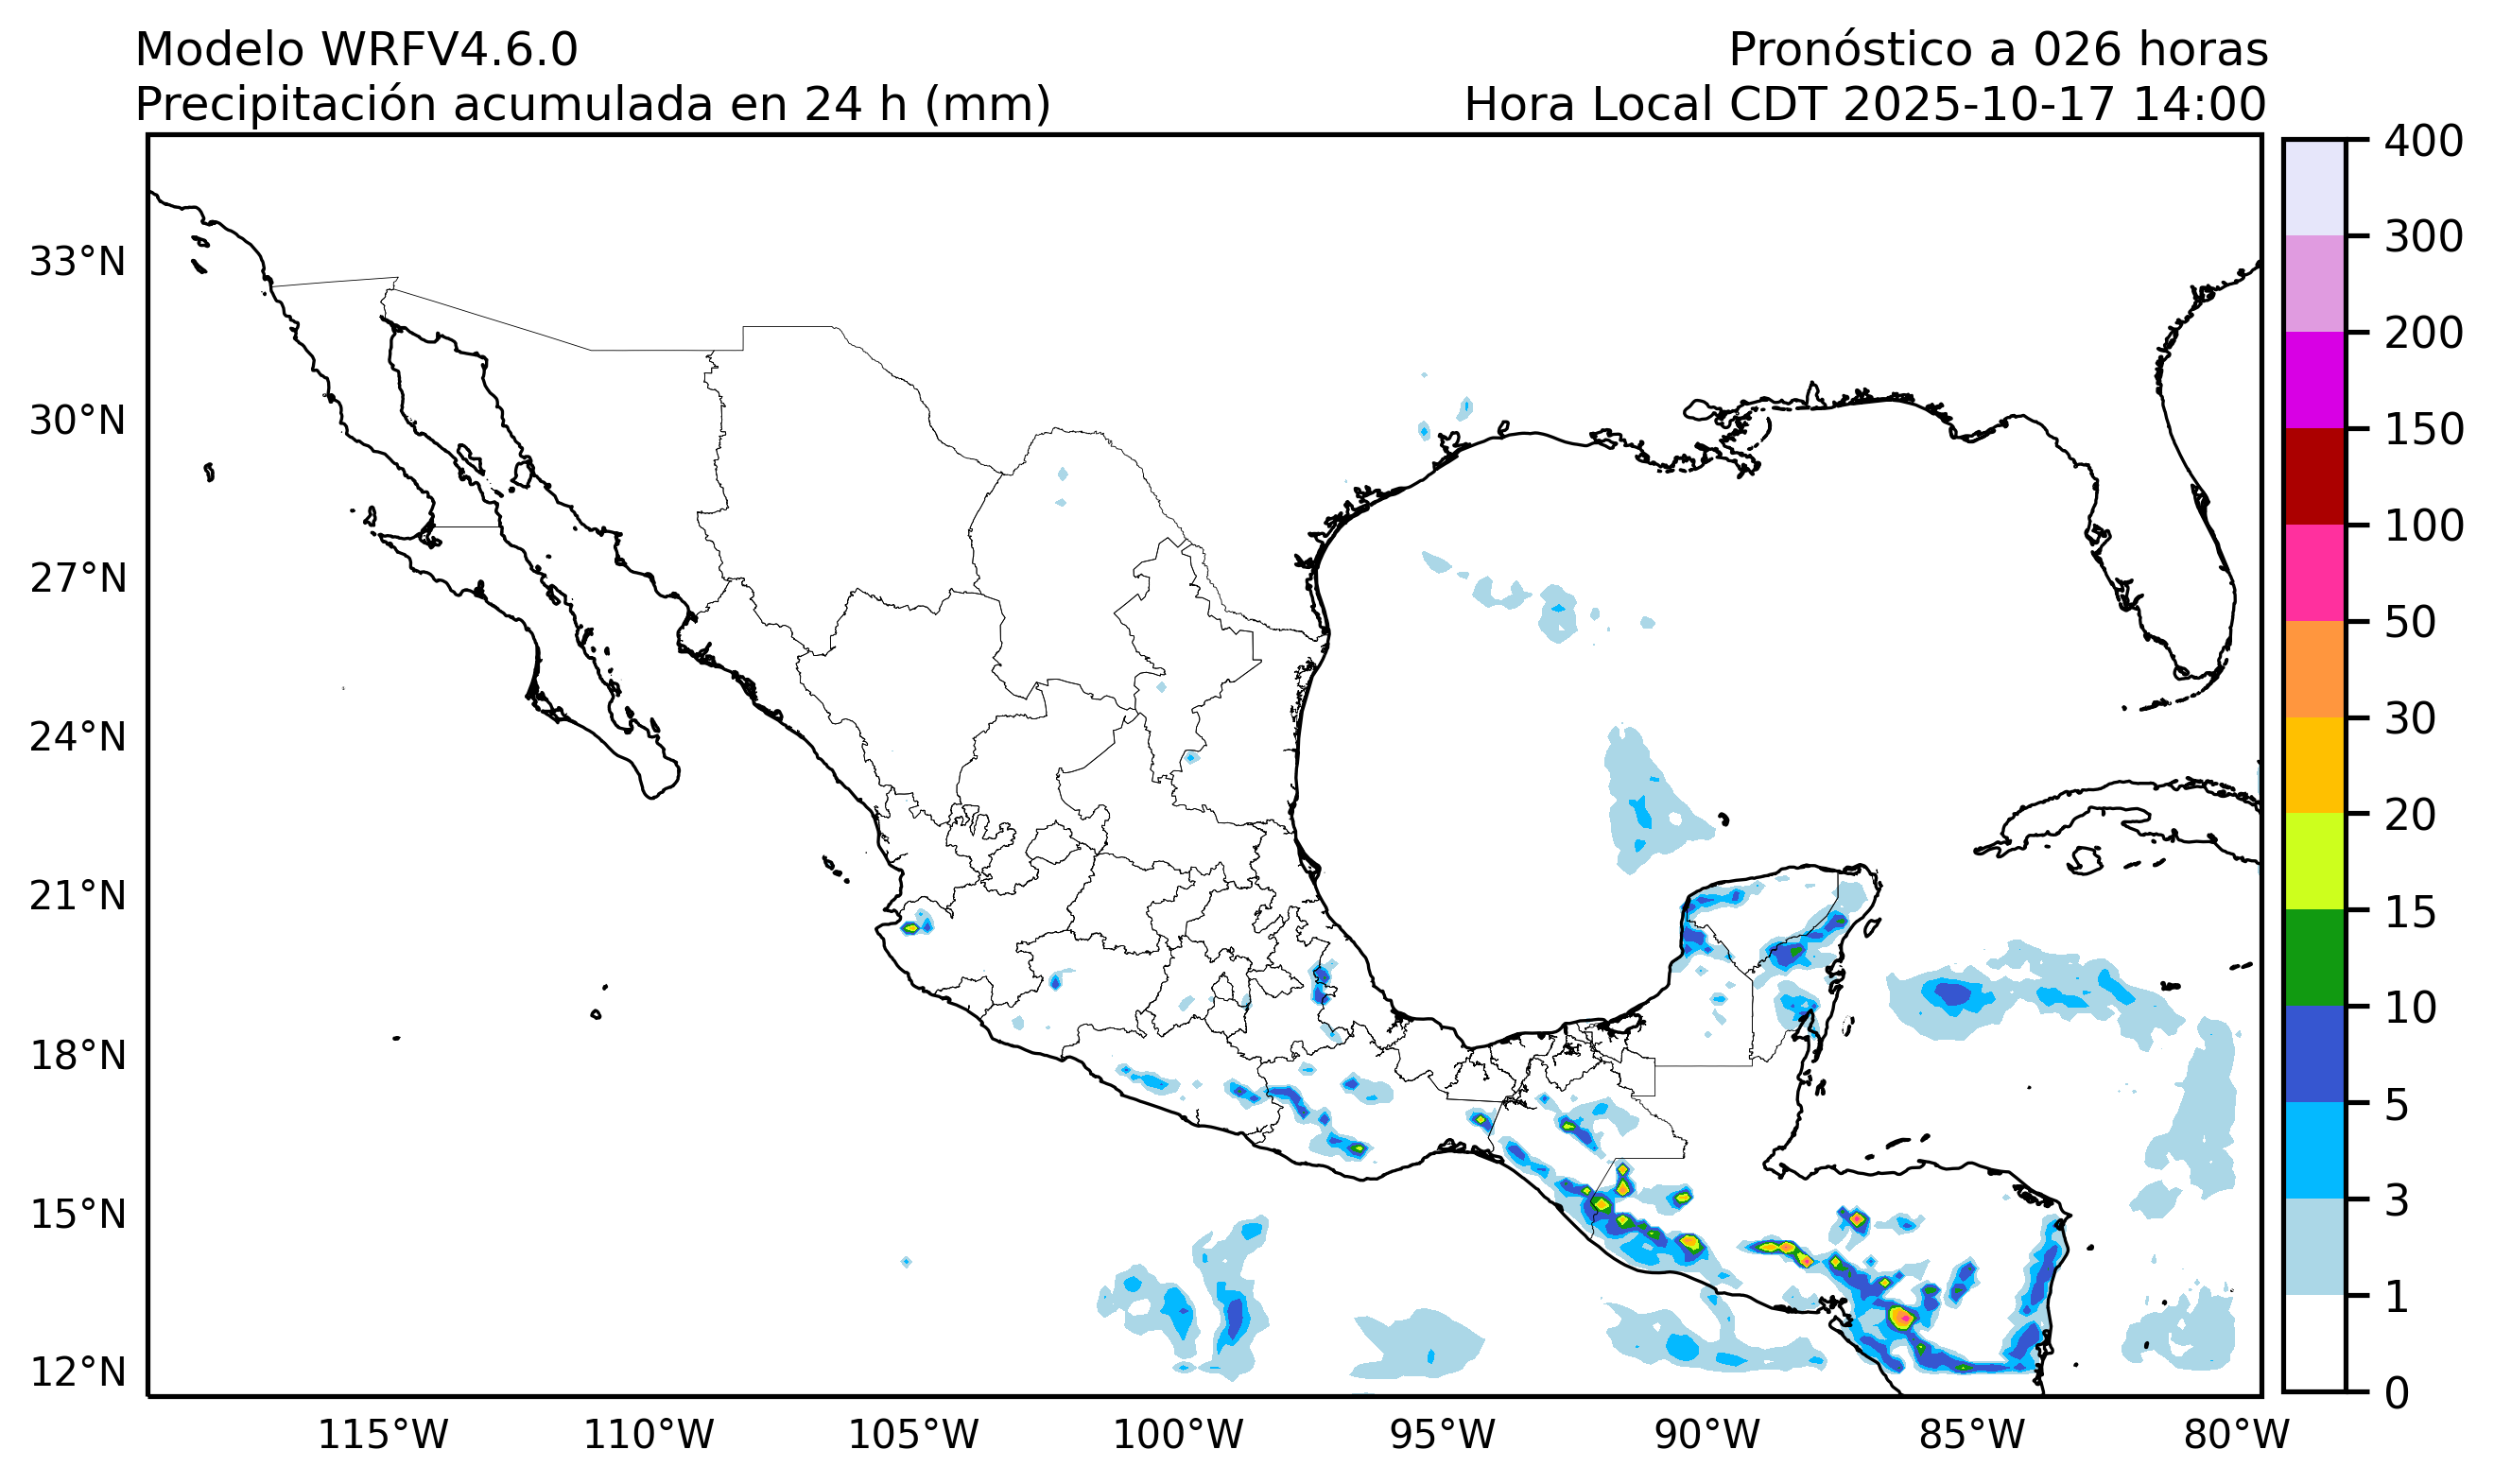 Modelo WRFV4.6.0
Pronóstico a 026 horas
Precipitación acumulada en 24 h (mm)
Hora Local CDT 2025-10-17 14:00
400
300
200
150
100
50
30
20
15
10
5
3
1
0
33°N
30°N
27°N
24°N
21°N
18°N
15°N
12°N
115°W
110°W
105°W
100°W
95°W
90°W
85°W
80°W